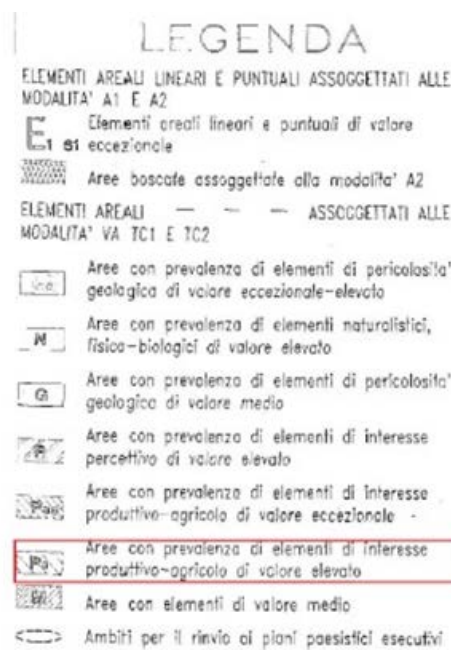 LEGENDA
ELEMENTI AREALI LINEARI E PUNTUALI ASSOGGETTATI ALLE
MODALITA' A1 E A2
E1 S1 Elementi areali lineari e puntuali di valore
eccezionale
Aree boscate assoggettate alla modalita' A2
ELEMENTI AREALI — — — ASSOGGETTATI ALLE
MODALITA' VA TC1 E TC2
Aree con prevalenza di elementi di pericolosita'
geologica di valore eccezionale-elevato
N Aree con prevalenza di elementi naturalistici,
fisico-biologici di valore elevato
G Aree con prevalenza di elementi di pericolosita'
geologica di valore medio
Aree con prevalenza di elementi di interesse
percettivo di valore elevato
Aree con prevalenza di elementi di interesse
produttivo-agricolo di valore eccezionale -
Pa Aree con prevalenza di elementi di interesse
produttivo-agricolo di valore elevato
Aree con elementi di valore medio
Ambiti per il rinvio ai piani paesistici esecutivi